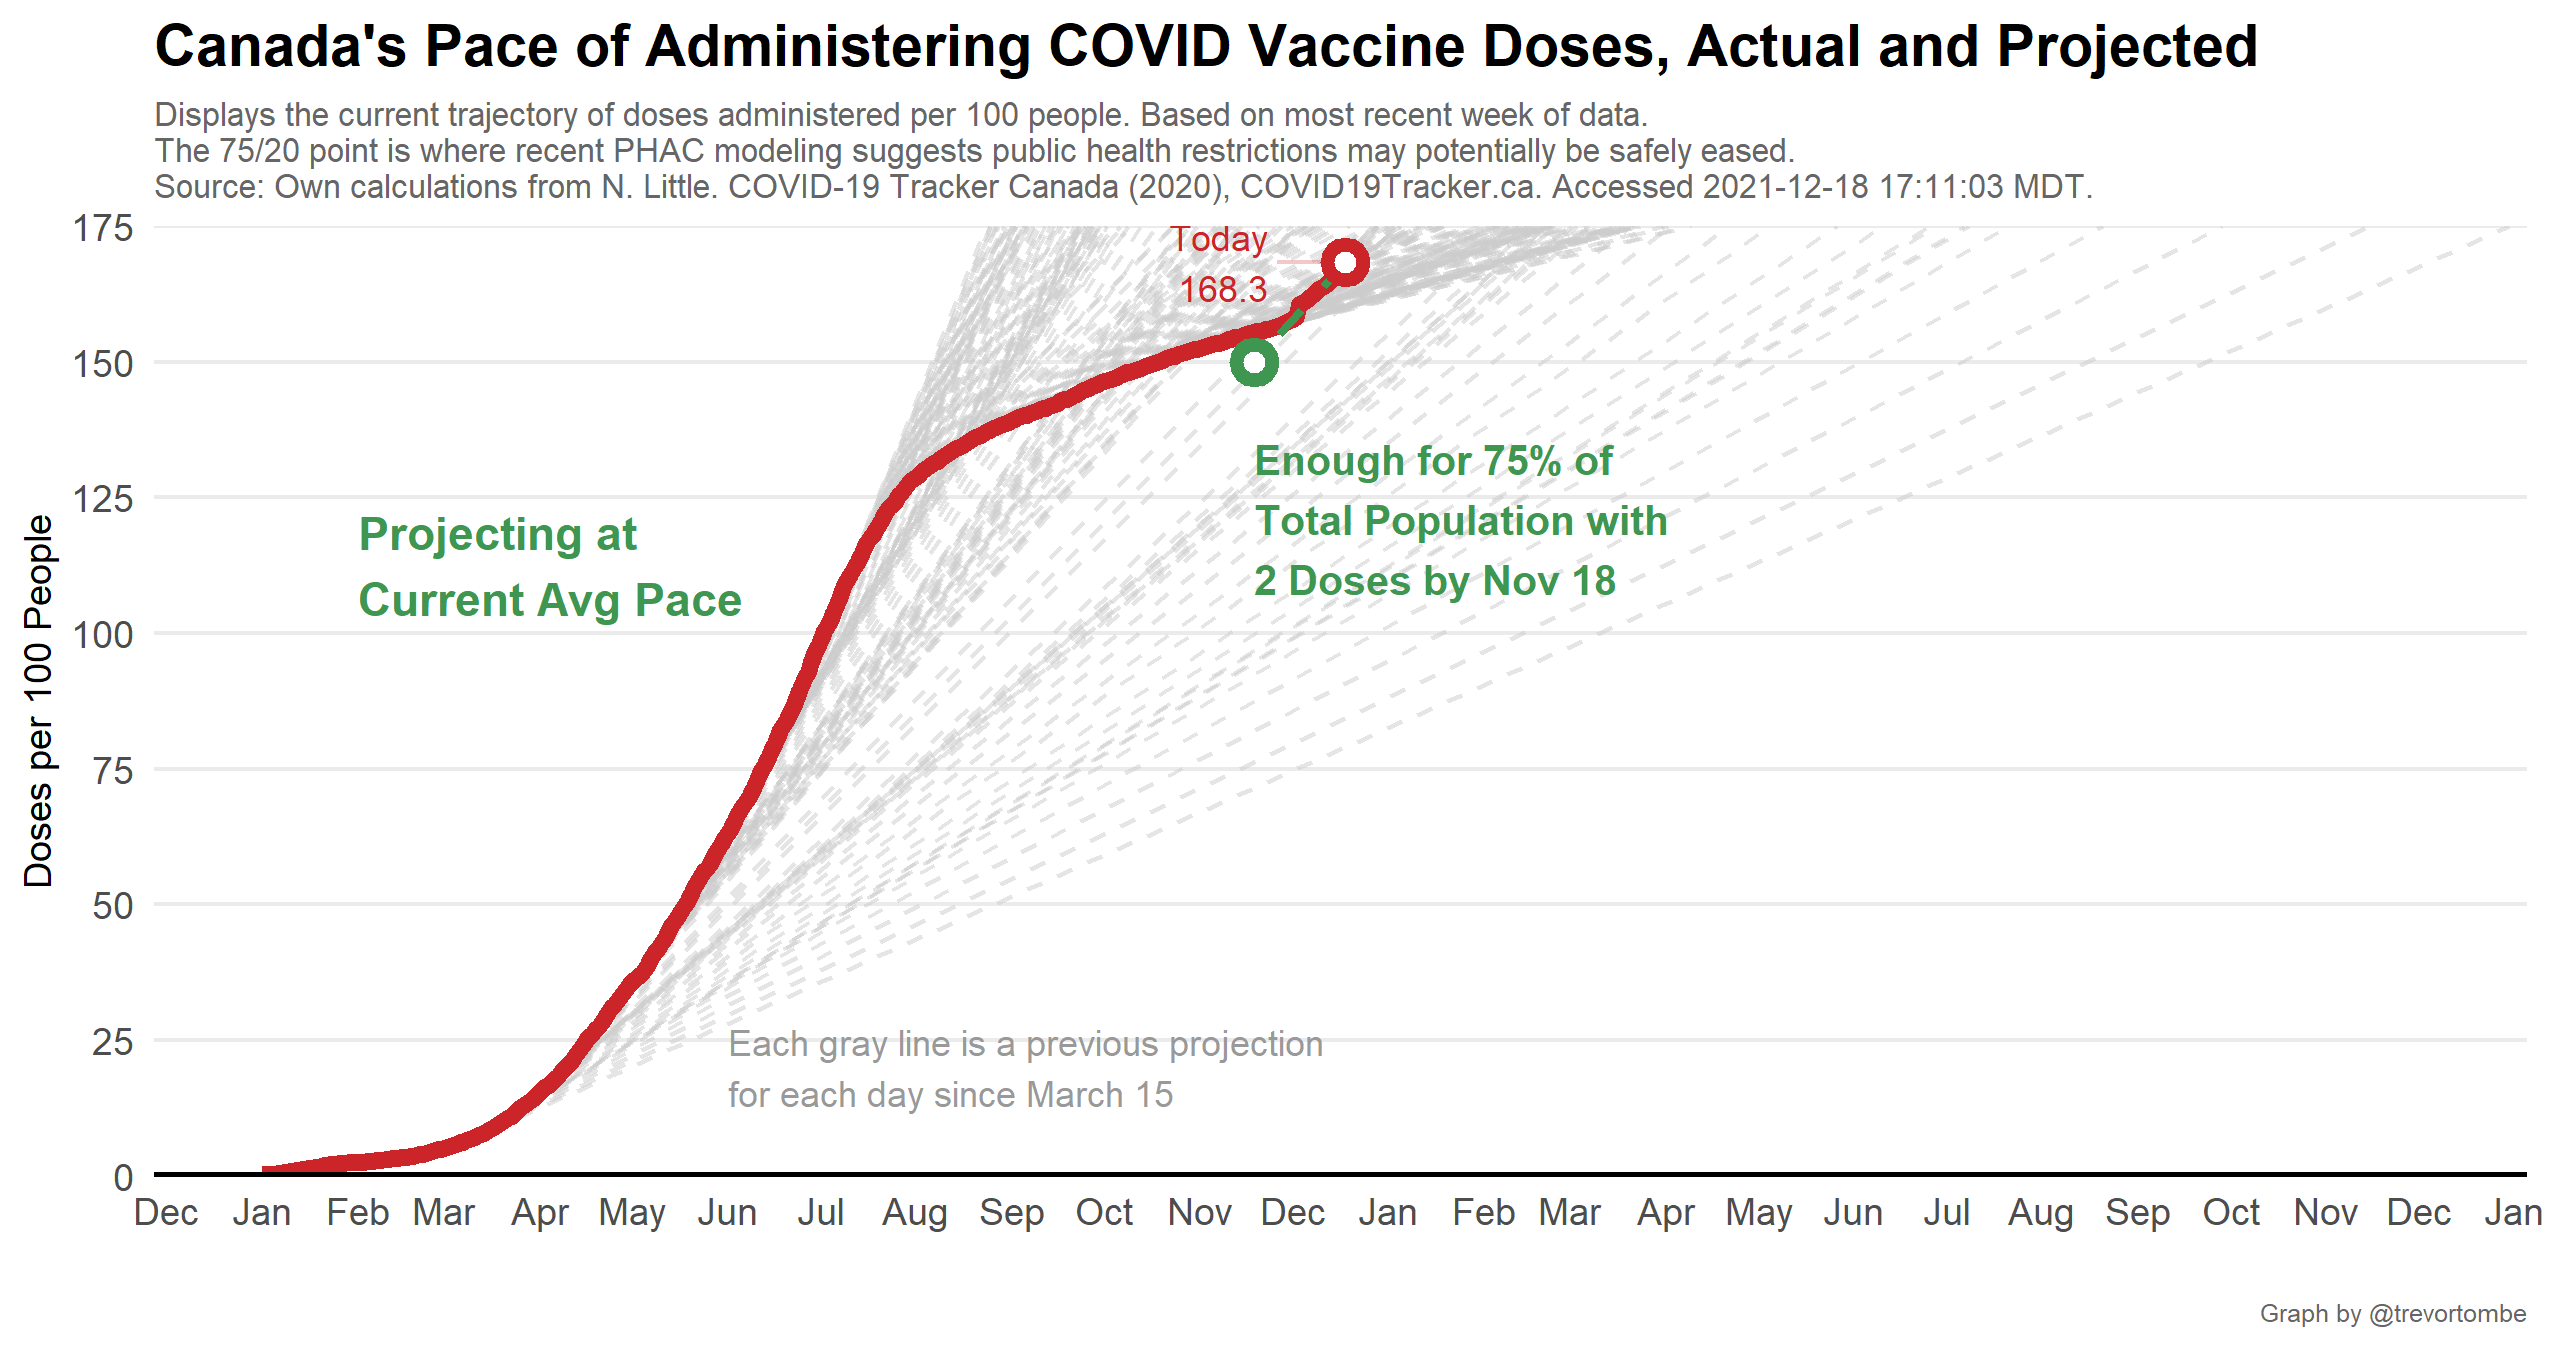 Canada's Pace of Administering COVID Vaccine Doses, Actual and Projected
Displays the current trajectory of doses administered per 100 people. Based on most recent week of data.
The 75/20 point is where recent PHAC modeling suggests public health restrictions may potentially be safely eased.
Source: Own calculations from N. Little. COVID-19 Tracker Canada (2020), COVID19Tracker.ca. Accessed 2021-12-18 17:11:03 MDT.
Doses per 100 People
175
150
125
100
75
50
25
0
Today
168.3
Enough for 75% of
Total Population with
2 Doses by Nov 18
Projecting at
Current Avg Pace
Each gray line is a previous projection
for each day since March 15
Dec Jan Feb Mar Apr May Jun Jul Aug Sep Oct Nov Dec Jan Feb Mar Apr May Jun Jul Aug Sep Oct Nov Dec Jan
Graph by @trevortombe